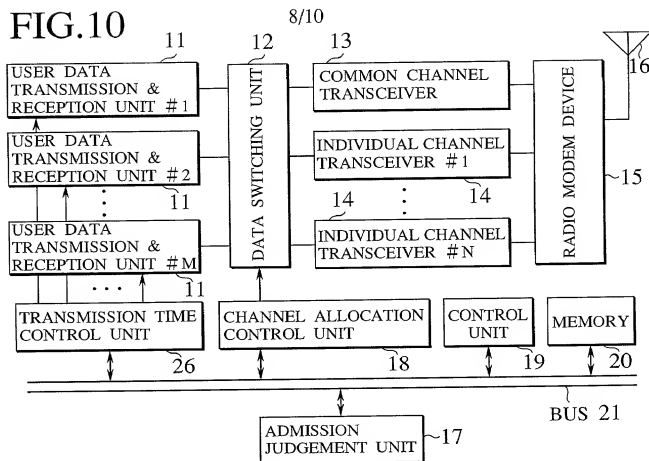 FIG.10
8/10
11
USER DATA
TRANSMISSION &
RECEPTION UNIT #1
12
DATA SWITCHING UNIT
13
COMMON CHANNEL
TRANSCEIVER
16
USER DATA
TRANSMISSION &
RECEPTION UNIT #2
11
INDIVIDUAL CHANNEL
TRANSCEIVER #1
14
RADIO MODEM DEVICE
15
USER DATA
TRANSMISSION &
RECEPTION UNIT #M
11
14
INDIVIDUAL CHANNEL
TRANSCEIVER #N
TRANSMISSION TIME
CONTROL UNIT
26
CHANNEL ALLOCATION
CONTROL UNIT
18
CONTROL
UNIT
19
MEMORY
20
BUS 21
ADMISSION
JUDGEMENT UNIT
17